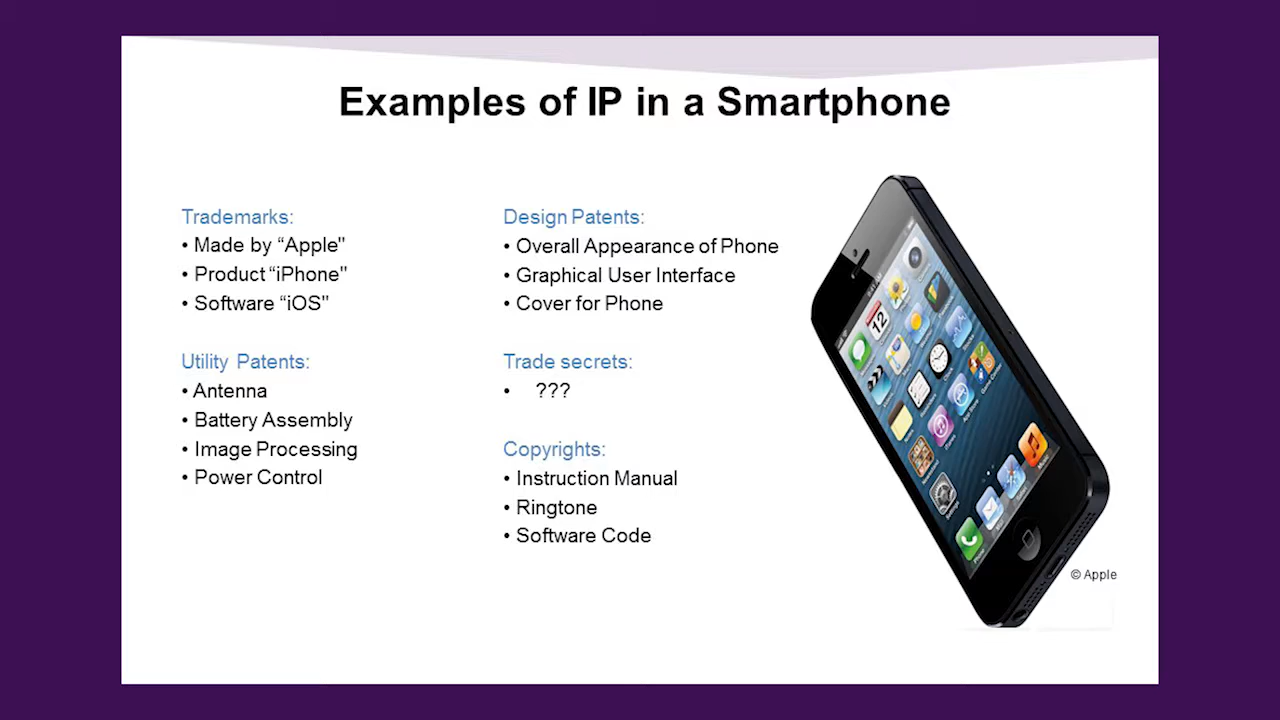 Examples of IP in a Smartphone
Trademarks:
• Made by “Apple"
• Product “iPhone"
• Software “iOS"
Utility Patents:
• Antenna
• Battery Assembly
• Image Processing
• Power Control
Design Patents:
• Overall Appearance of Phone
• Graphical User Interface
• Cover for Phone
Trade secrets:
• ???
Copyrights:
• Instruction Manual
• Ringtone
• Software Code
12
© Apple